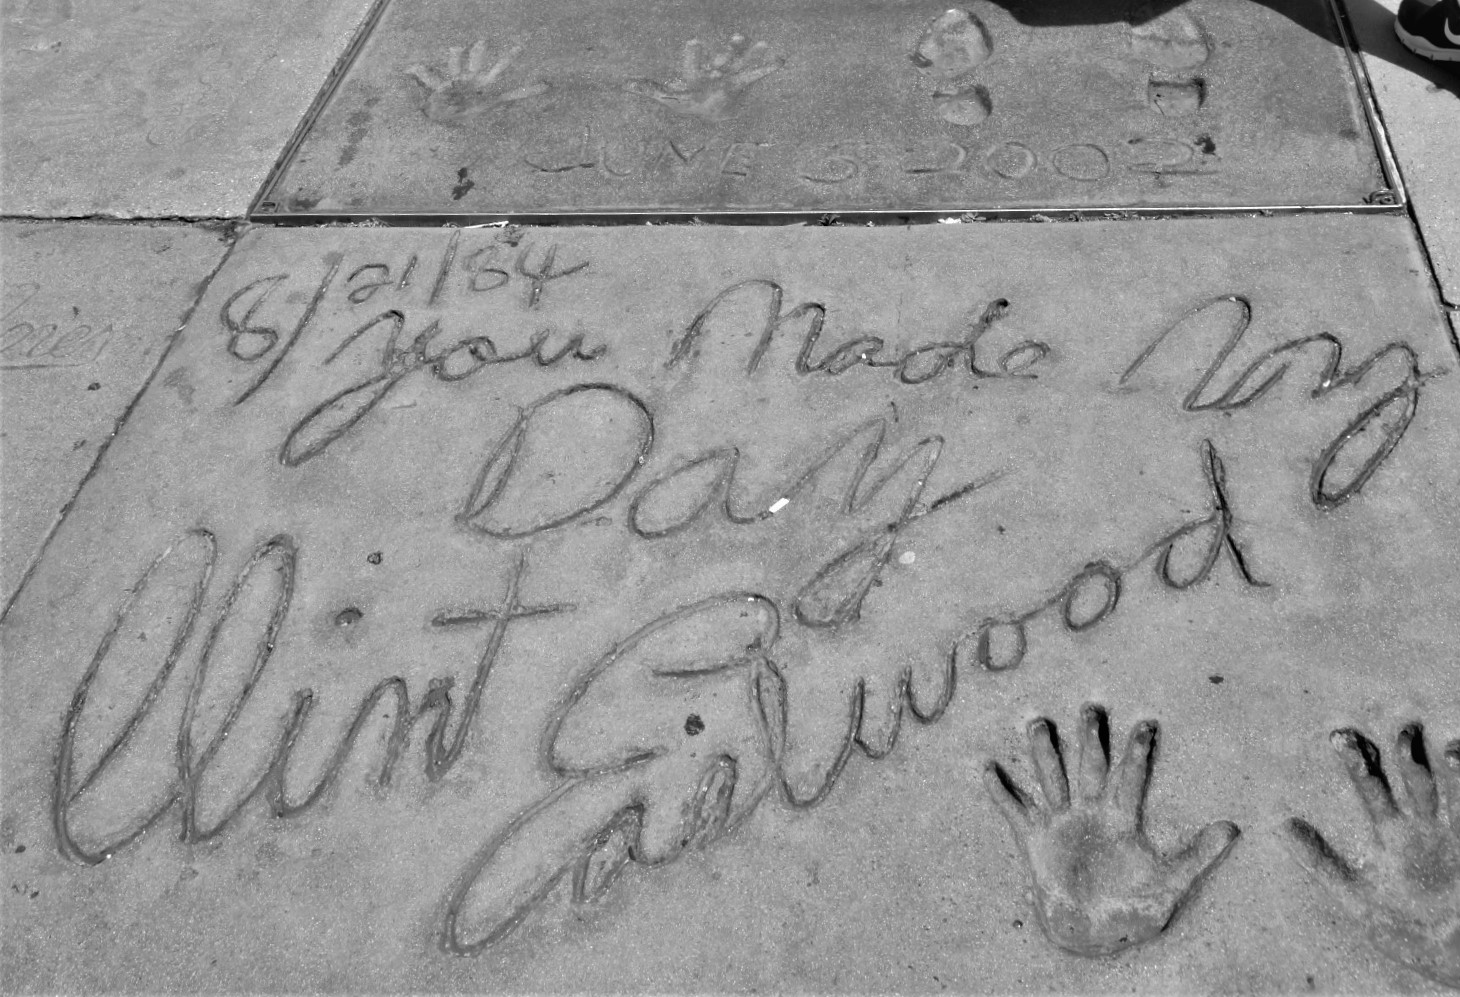 JUNE 5 2002
8/21/84
You Made My
Day
Clint Eastwood